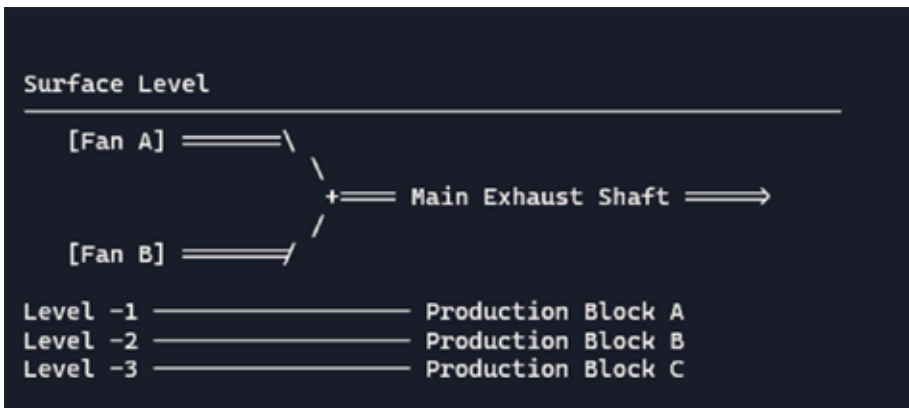 Surface Level
[Fan A] ══════\
\
+═══ Main Exhaust Shaft ════>
/
[Fan B] ══════/
Level -1 ────────────────── Production Block A
Level -2 ────────────────── Production Block B
Level -3 ────────────────── Production Block C